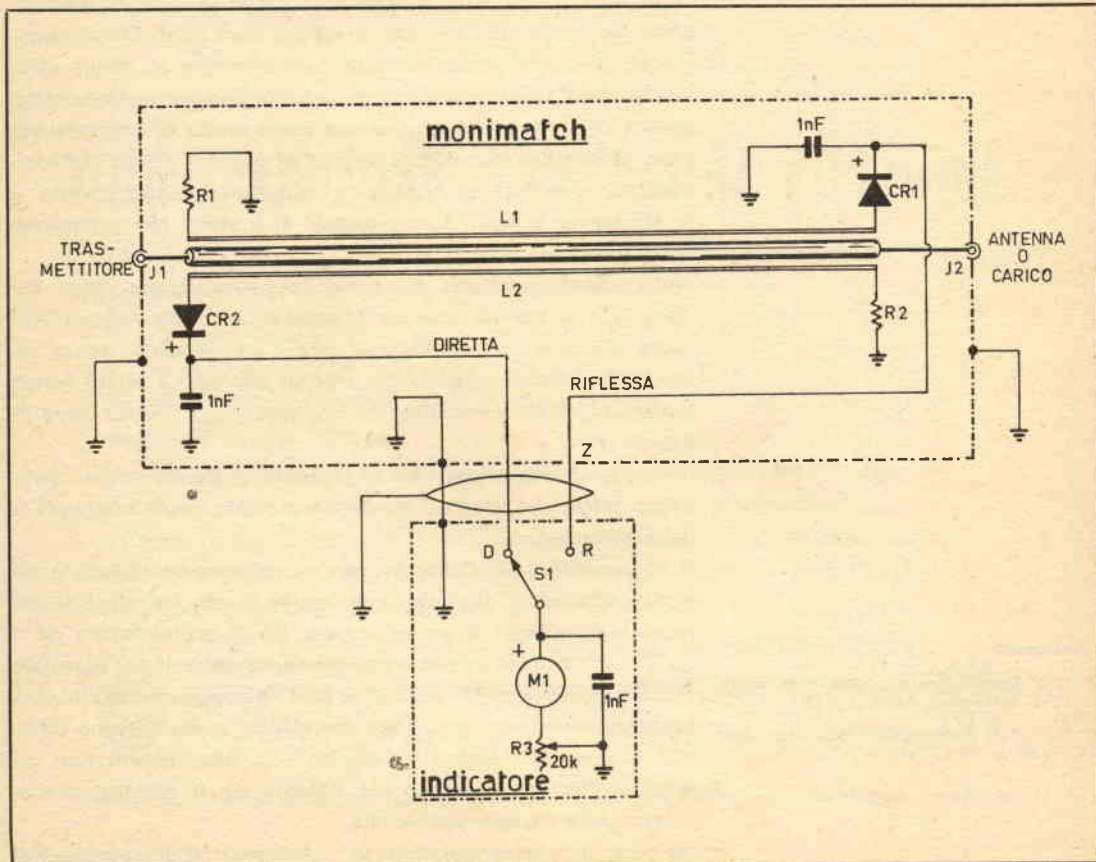 monimatch
1nF
R1
CR1
L1
TRAS-
METTITORE
J1
ANTENNA
O
CARICO
J2
L2
CR2
R2
DIRETTA
1nF
RIFLESSA
Z
D
R
S1
M1
1nF
R3
20k
indicatore